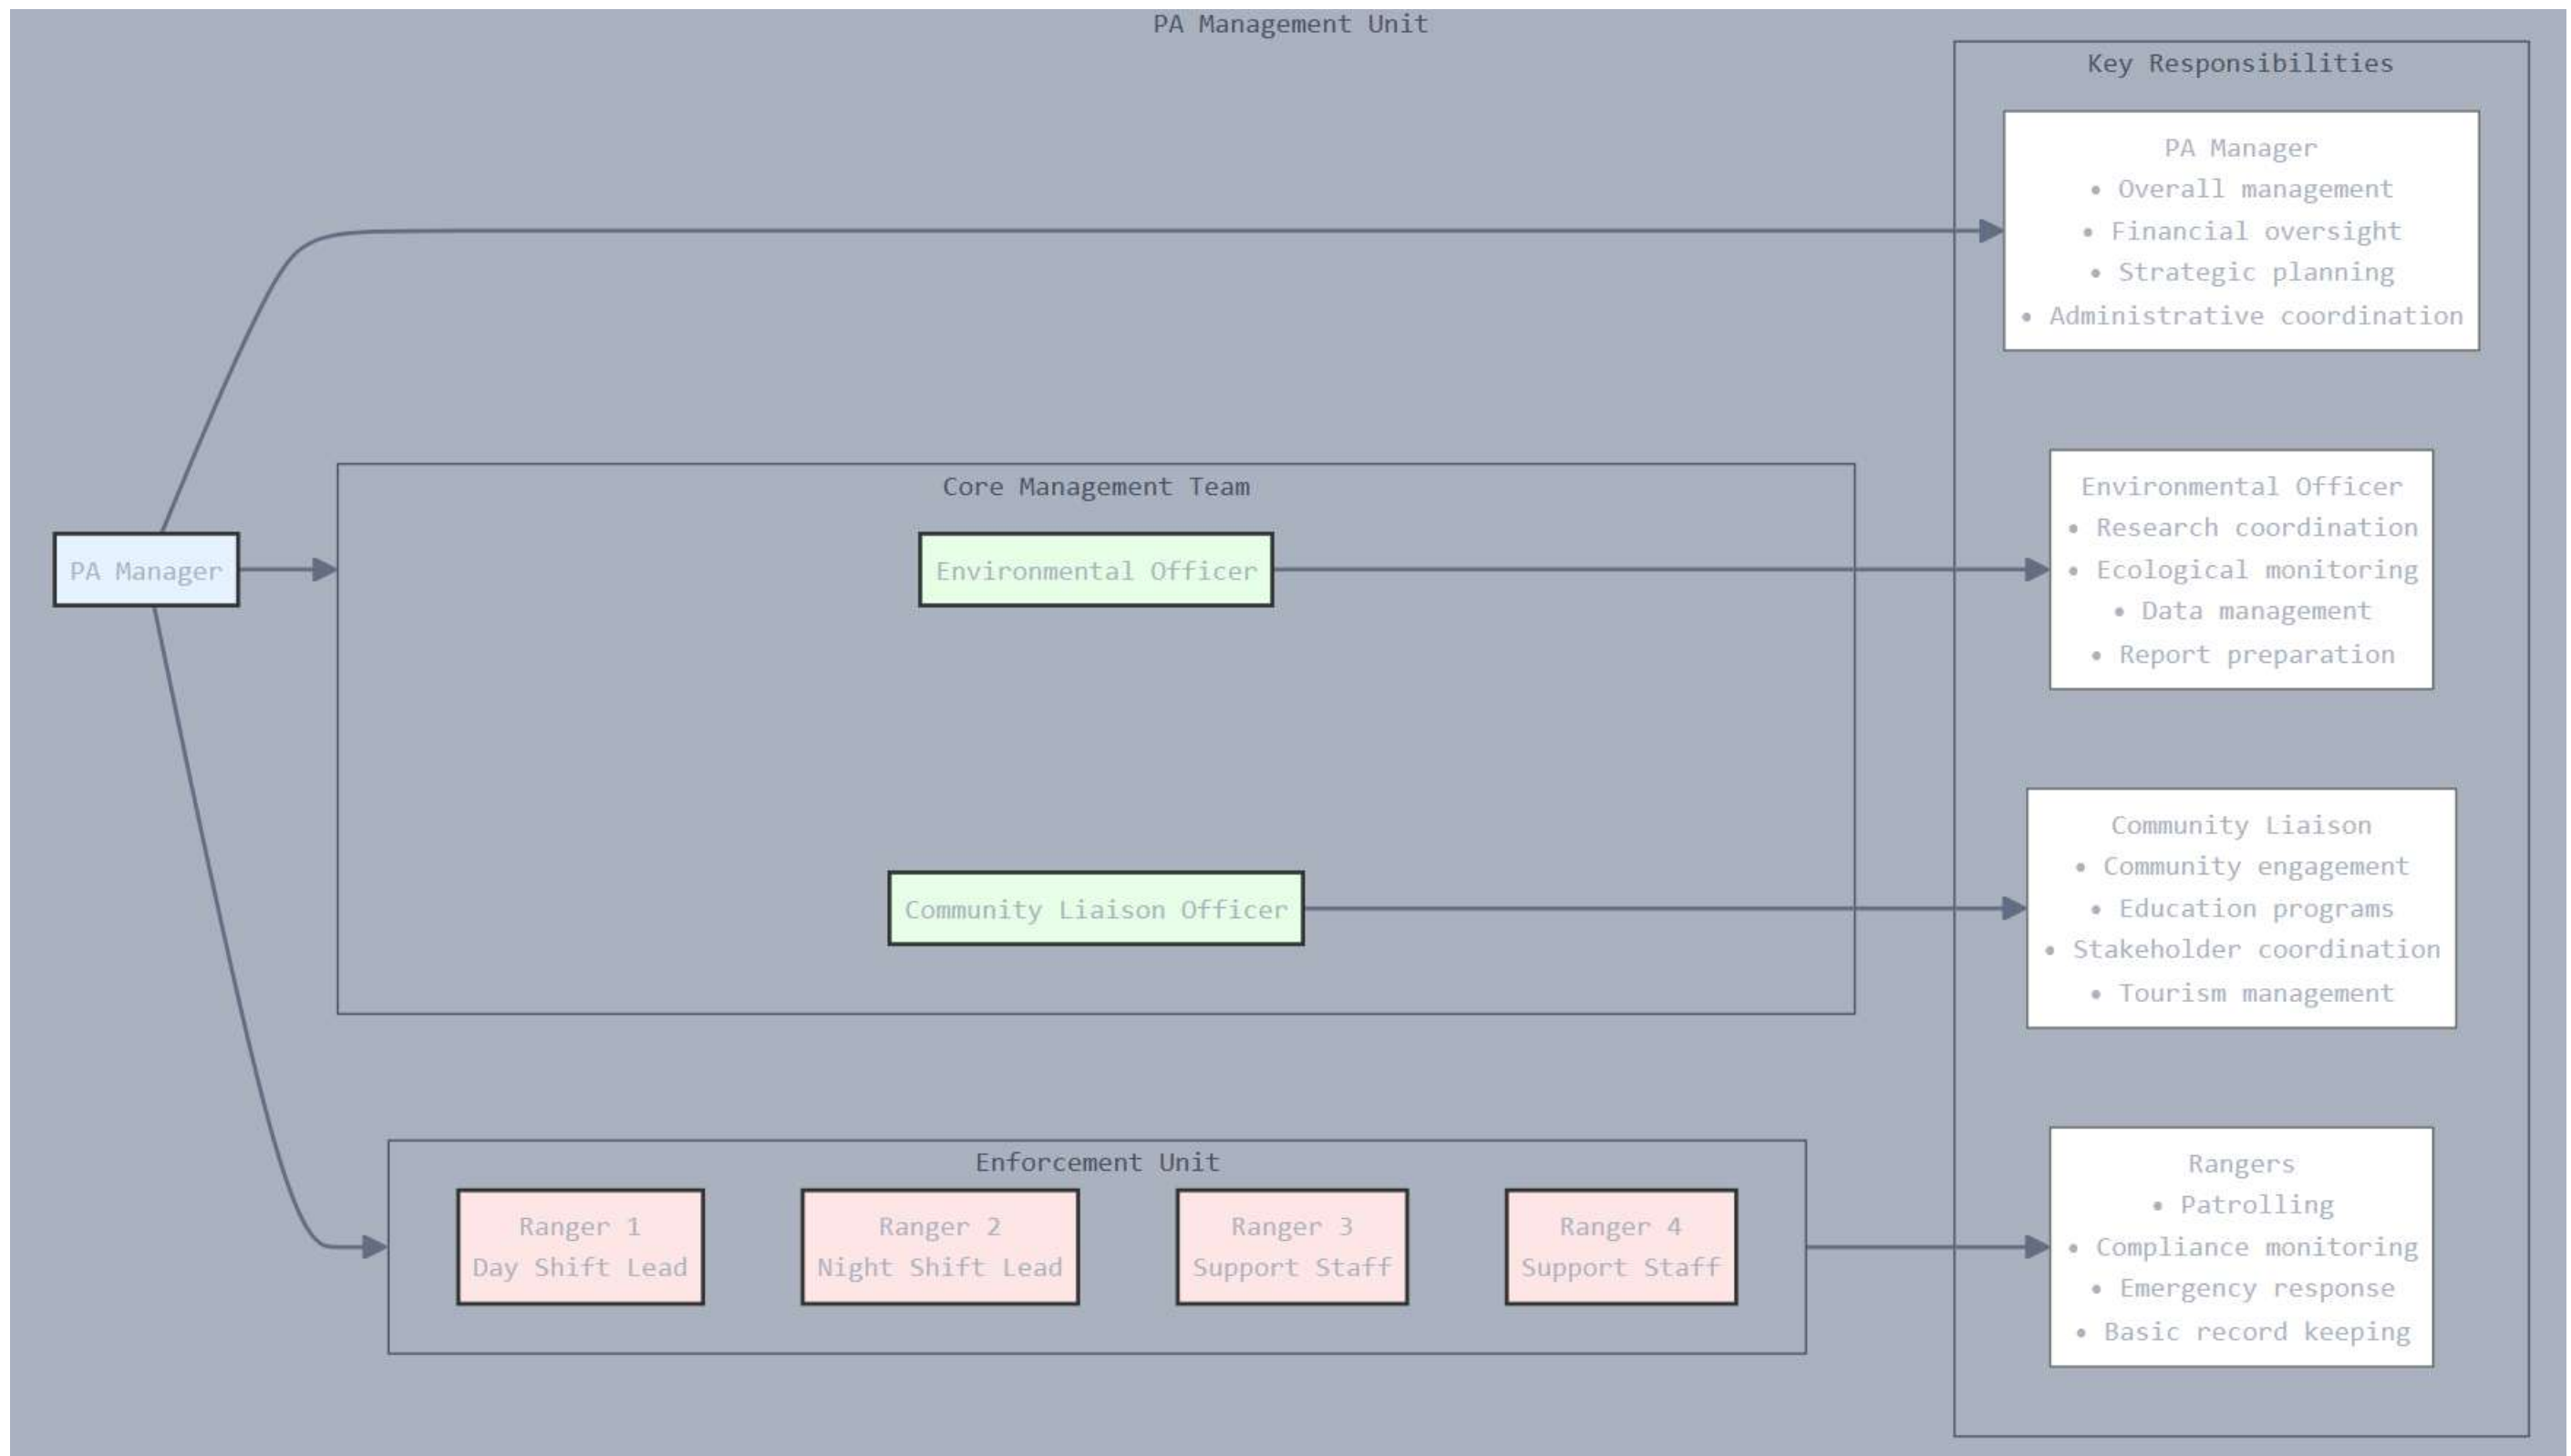 PA Management Unit
Key Responsibilities
PA Manager
• Overall management
• Financial oversight
• Strategic planning
• Administrative coordination
Core Management Team
PA Manager
Environmental Officer
Environmental Officer
• Research coordination
• Ecological monitoring
• Data management
• Report preparation
Community Liaison Officer
Community Liaison
• Community engagement
• Education programs
• Stakeholder coordination
• Tourism management
Enforcement Unit
Ranger 1
Day Shift Lead
Ranger 2
Night Shift Lead
Ranger 3
Support Staff
Ranger 4
Support Staff
Rangers
• Patrolling
• Compliance monitoring
• Emergency response
• Basic record keeping